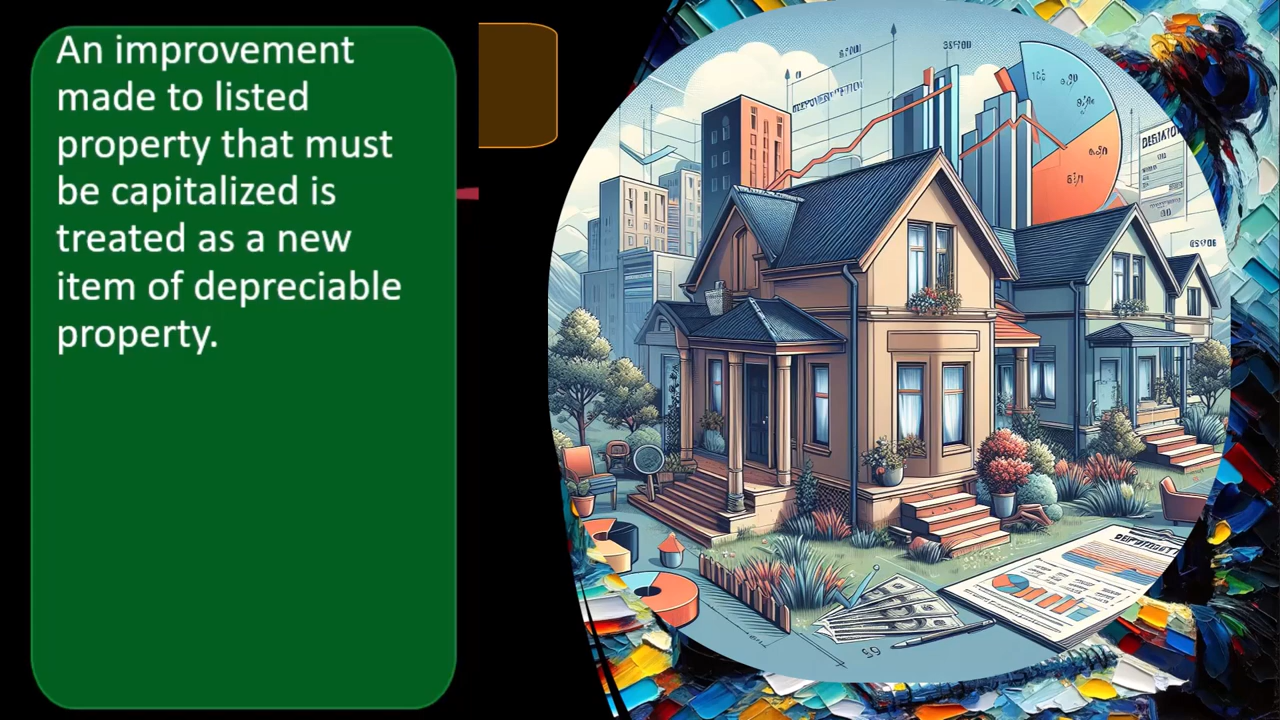 An improvement
made to listed
property that must
be capitalized is
treated as a new
item of depreciable
property.